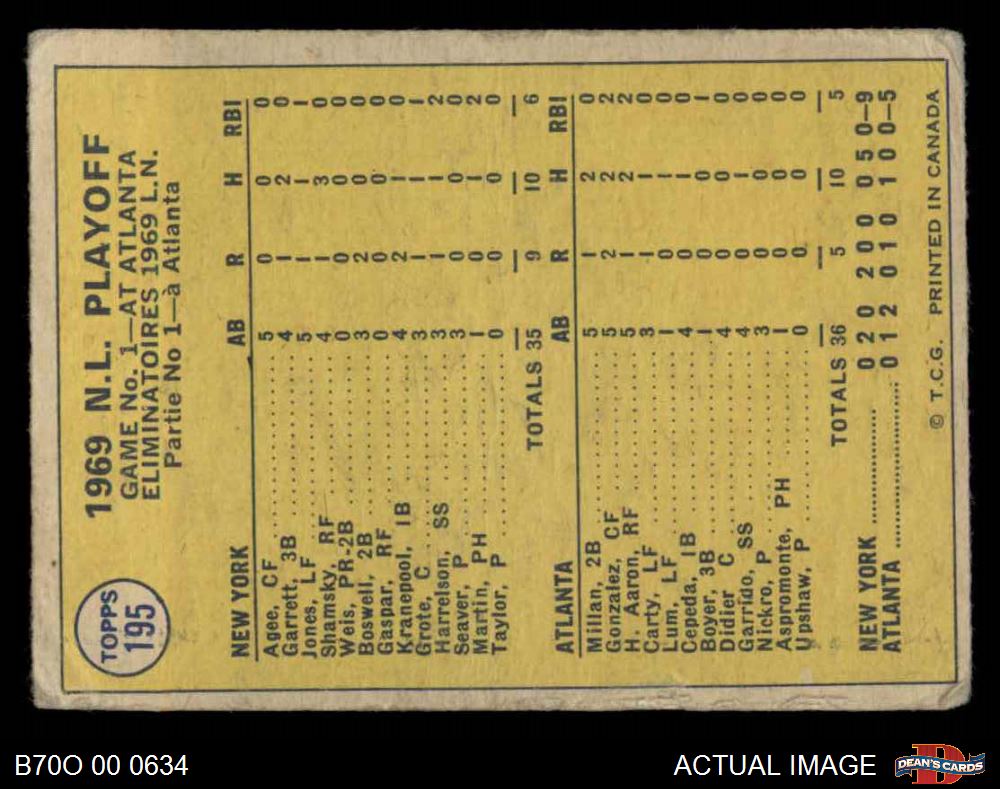 TOPPS
195
1969 N.L. PLAYOFF
GAME No. 1—AT ATLANTA
ELIMINATOIRES 1969 L.N.
Partie No 1—à Atlanta
NEW YORK AB R H RBI
Agee, CF 5 0 0 0
Garrett, 3B 4 1 2 0
Jones, LF 5 1 1 1
Shamsky, RF 4 1 3 0
Weis, PR-2B 0 0 0 0
Boswell, 2B 3 2 0 0
Gaspar, RF 0 0 0 0
Kranepool, 1B 4 2 1 0
Grote, C 3 1 1 1
Harrelson, SS 3 1 1 2
Seaver, P 3 0 0 0
Martin, PH 1 0 1 2
Taylor, P 0 0 0 0
TOTALS 35 9 10 6
ATLANTA AB R H RBI
Millan, 2B 5 1 2 0
Gonzalez, CF 5 2 2 2
H. Aaron, RF 5 1 2 2
Carty, LF 3 1 1 0
Lum, LF 1 0 1 0
Cepeda, 1B 4 0 1 0
Boyer, 3B 1 0 0 1
Didier C 4 0 0 0
Garrido, SS 4 0 1 0
Nickro, P 3 0 0 0
Aspromonte, PH 1 0 0 0
Upshaw, P 0 0 0 0
TOTALS 36 5 10 5
NEW YORK 0 2 0 2 0 0 0 5 0—9
ATLANTA 0 1 2 0 1 0 1 0 0—5
© T.C.G. PRINTED IN CANADA
B70O 00 0634
ACTUAL IMAGE
DEAN'S CARDS